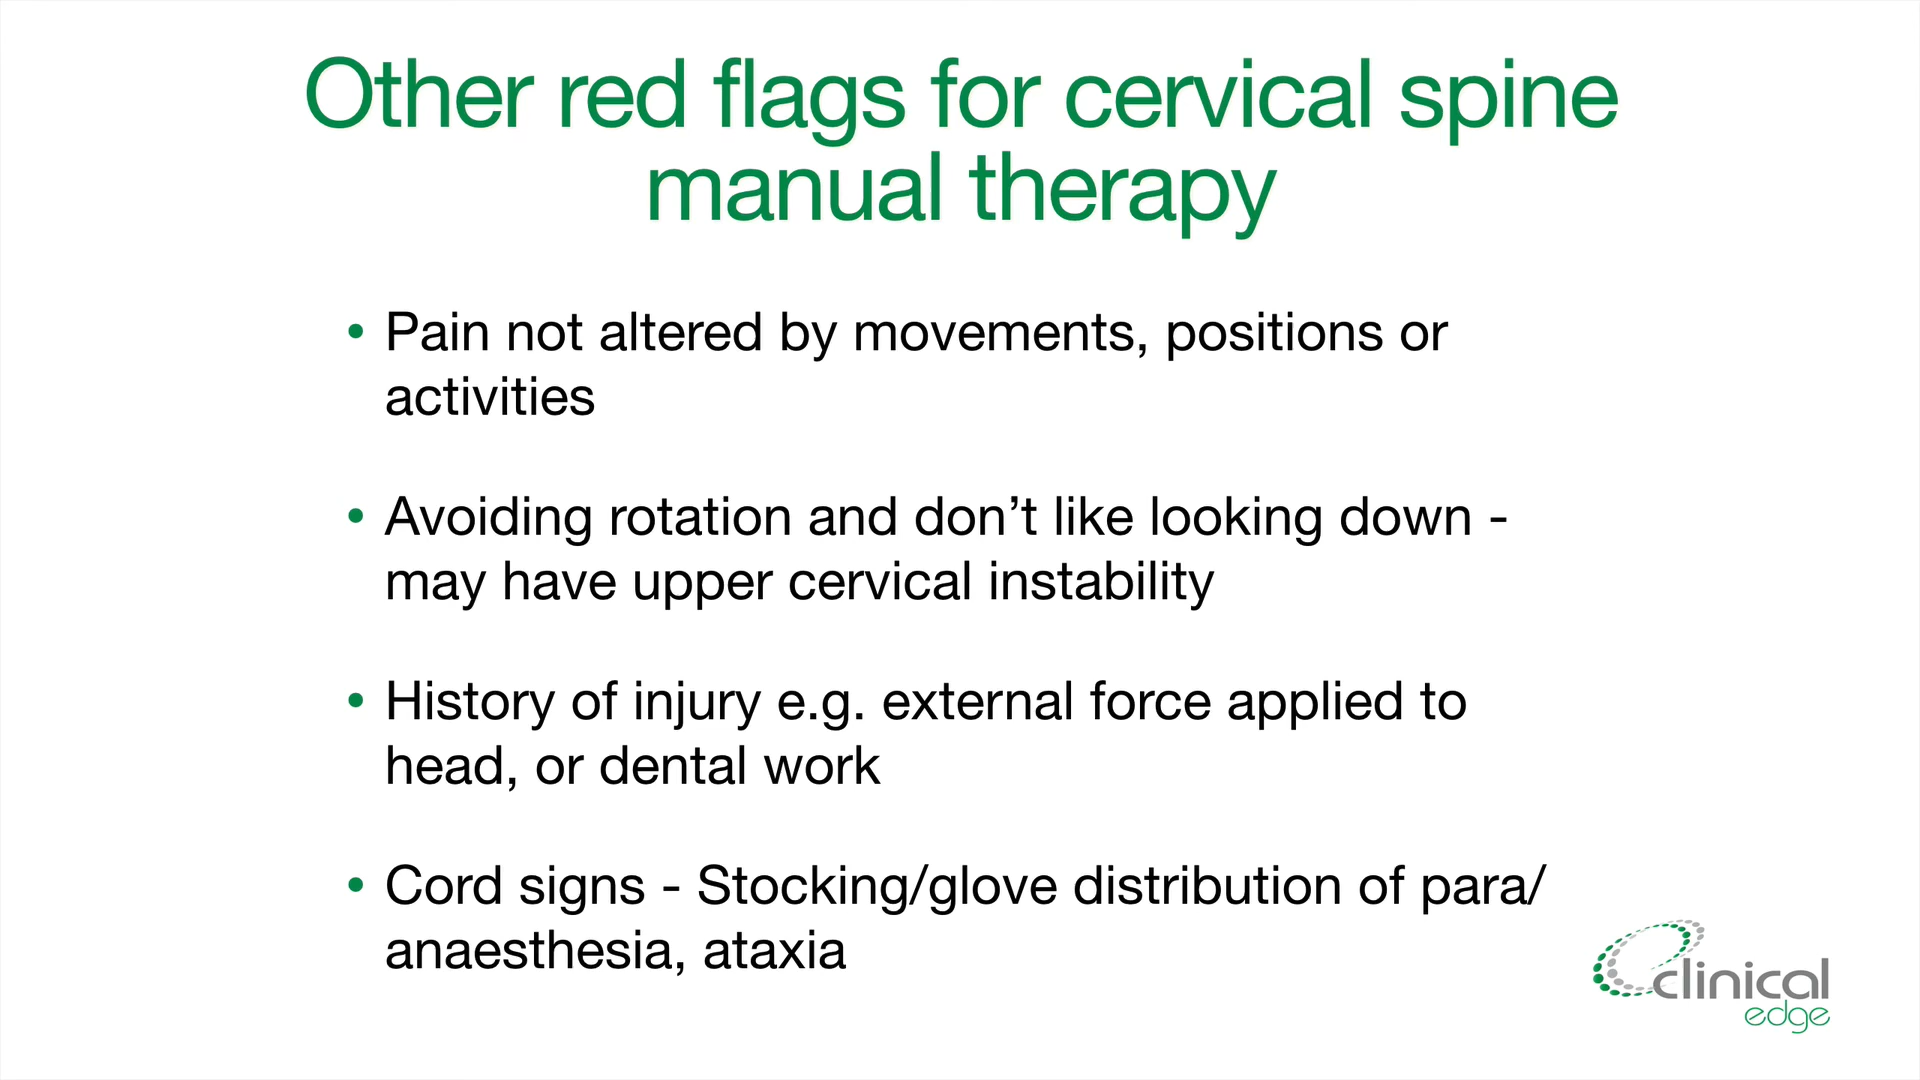 Other red flags for cervical spine
manual therapy
• Pain not altered by movements, positions or
activities
• Avoiding rotation and don’t like looking down -
may have upper cervical instability
• History of injury e.g. external force applied to
head, or dental work
• Cord signs - Stocking/glove distribution of para/
anaesthesia, ataxia
clinical
edge